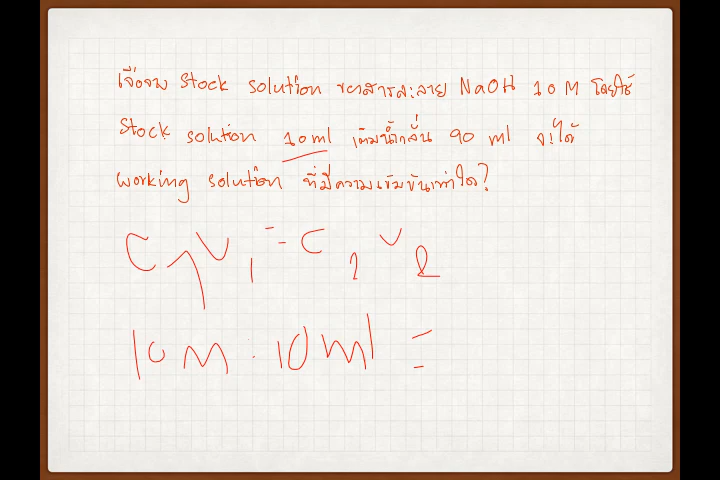 เจือจาง Stock solution ของสารละลาย NaOH 10 M โดยใช้
Stock solution 10 ml เติมน้ำกลั่น 90 ml จะได้
working solution ที่มีความเข้มข้นเท่าใด?
C1V1 = C2V2
10 M · 10 ml =